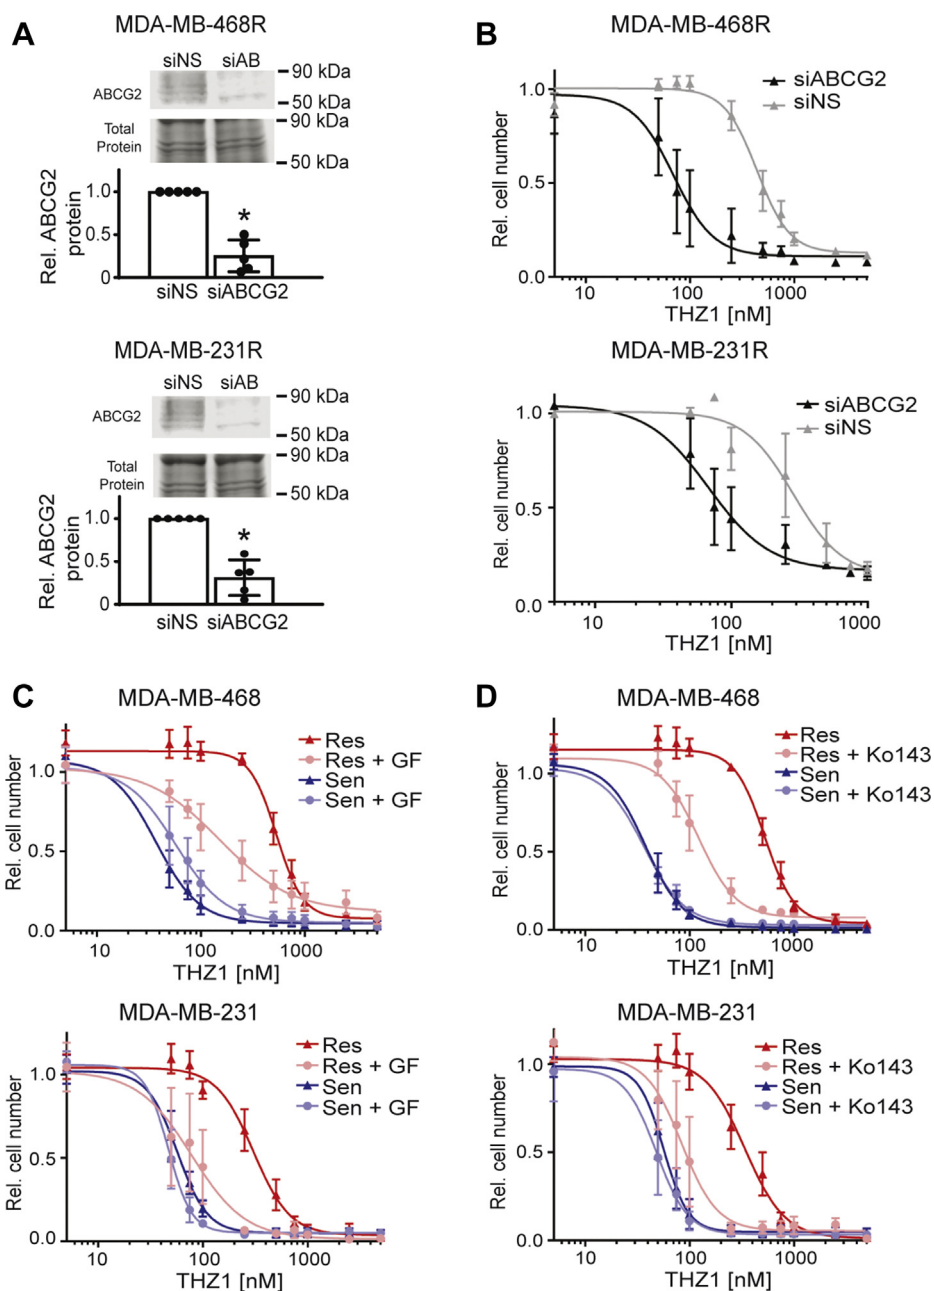 A
MDA-MB-468R
siNS siAB
ABCG2
90 kDa
50 kDa
Total
Protein
90 kDa
50 kDa
Rel. ABCG2
protein
1.0
0.5
0
*
siNS siABCG2
MDA-MB-231R
siNS siAB
ABCG2
90 kDa
50 kDa
Total
Protein
90 kDa
50 kDa
Rel. ABCG2
protein
1.0
0.5
0
*
siNS siABCG2
B
MDA-MB-468R
siABCG2
siNS
Rel. cell number
1.0
0.5
0.0
10 100 1000
THZ1 [nM]
MDA-MB-231R
siABCG2
siNS
Rel. cell number
1.0
0.5
0.0
10 100 1000
THZ1 [nM]
C
MDA-MB-468
Res
Res + GF
Sen
Sen + GF
Rel. cell number
1.0
0.5
0.0
10 100 1000
THZ1 [nM]
MDA-MB-231
Res
Res + GF
Sen
Sen + GF
Rel. cell number
1.0
0.5
0.0
10 100 1000
THZ1 [nM]
D
MDA-MB-468
Res
Res + Ko143
Sen
Sen + Ko143
Rel. cell number
1.0
0.5
0.0
10 100 1000
THZ1 [nM]
MDA-MB-231
Res
Res + Ko143
Sen
Sen + Ko143
Rel. cell number
1.0
0.5
0.0
10 100 1000
THZ1 [nM]